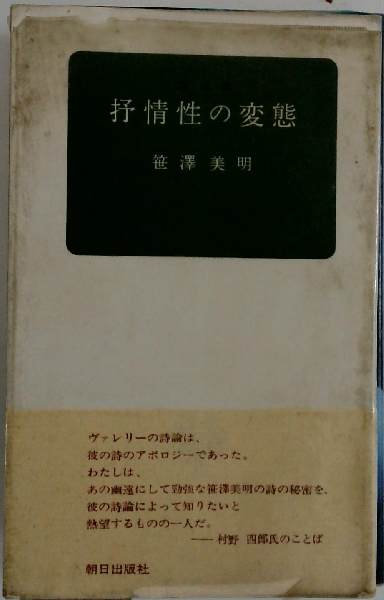 抒情性の変態
笹澤美明
ヴァレリーの詩論は、
彼の詩のアポロジーであった。
わたしは、
あの幽遠にして勁強な笹澤美明の詩の秘密を、
彼の詩論によって知りたいと
熱望するものの一人だ。
——村野 四郎氏のことば
朝日出版社